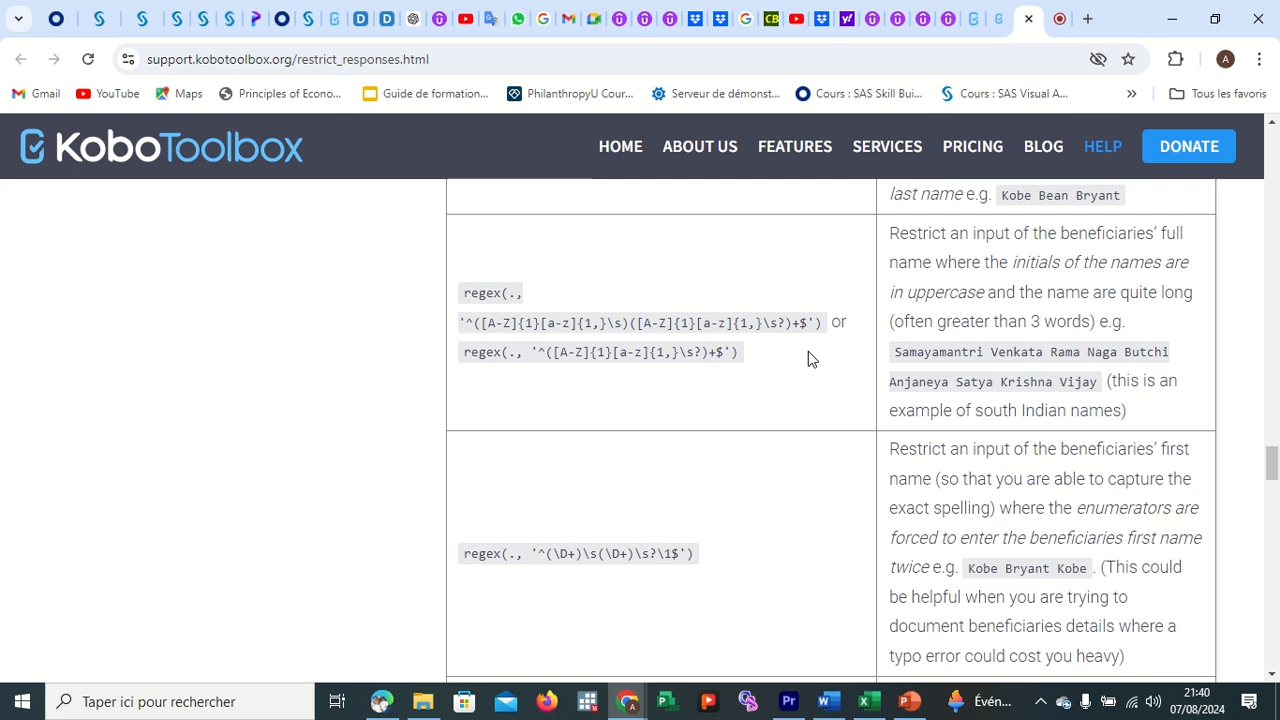 support.kobotoolbox.org/restrict_responses.html
Gmail
YouTube
Maps
Principles of Econo...
Guide de formation...
PhilanthropyU Cour...
Serveur de démonst...
Cours : SAS Skill Bui...
Cours : SAS Visual A...
Tous les favoris
KoboToolbox
HOME
ABOUT US
FEATURES
SERVICES
PRICING
BLOG
HELP
DONATE
last name e.g. Kobe Bean Bryant
regex(.,
'^([A-Z]{1}[a-z]{1,}\s)([A-Z]{1}[a-z]{1,}\s?)+$') or
regex(., '^([A-Z]{1}[a-z]{1,}\s?)+$')
Restrict an input of the beneficiaries' full
name where the initials of the names are
in uppercase and the name are quite long
(often greater than 3 words) e.g.
Samayamantri Venkata Rama Naga Butchi
Anjaneya Satya Krishna Vijay (this is an
example of south Indian names)
regex(., '^(\D+)\s(\D+)\s?\1$')
Restrict an input of the beneficiaries' first
name (so that you are able to capture the
exact spelling) where the enumerators are
forced to enter the beneficiaries first name
twice e.g. Kobe Bryant Kobe. (This could
be helpful when you are trying to
document beneficiaries details where a
typo error could cost you heavy)
Taper ici pour rechercher
Événe...
21:40
07/08/2024